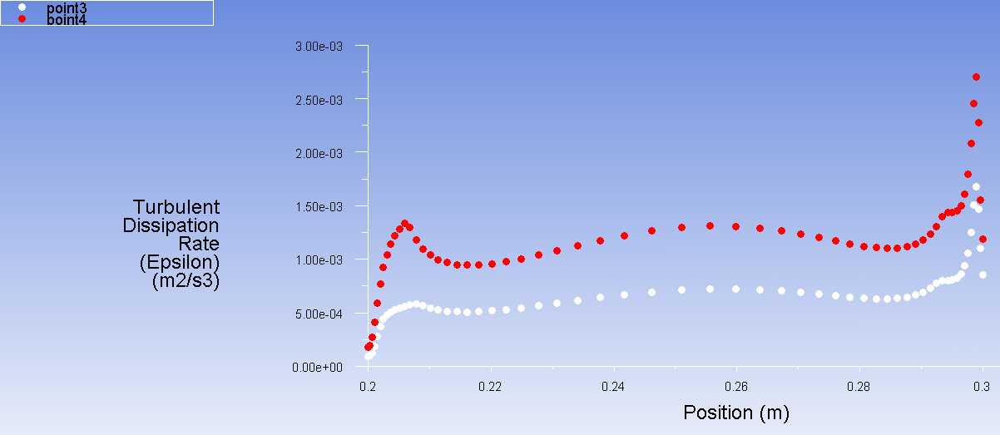 point3
point4
3.00e-03
2.50e-03
2.00e-03
1.50e-03
1.00e-03
5.00e-04
0.00e+00
Turbulent
Dissipation
Rate
(Epsilon)
(m2/s3)
0.2 0.22 0.24 0.26 0.28 0.3
Position (m)